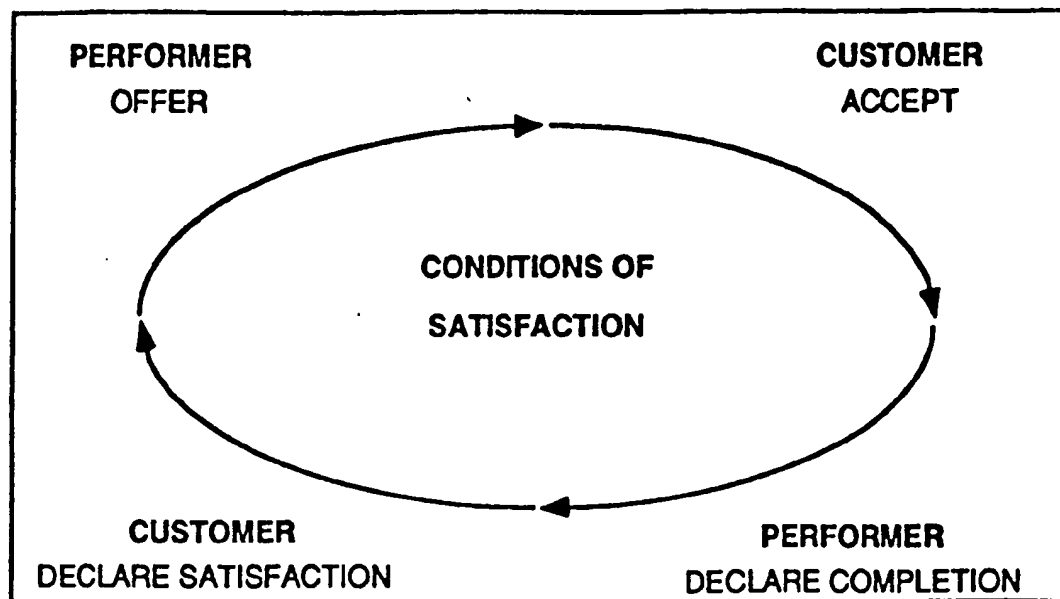 PERFORMER
OFFER
CUSTOMER
ACCEPT
CONDITIONS OF
SATISFACTION
CUSTOMER
DECLARE SATISFACTION
PERFORMER
DECLARE COMPLETION